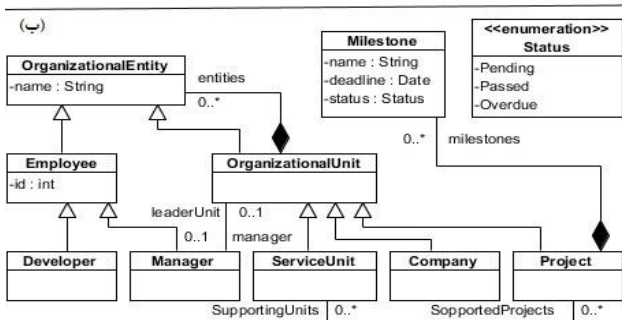 (ب)
OrganizationalEntity
-name : String
entities
0..*
Milestone
-name : String
-deadline : Date
-status : Status
<<enumeration>>
Status
-Pending
-Passed
-Overdue
0..*
milestones
Employee
-id : int
OrganizationalUnit
leaderUnit
0..1
0..1
manager
Developer
Manager
ServiceUnit
Company
Project
SupportingUnits
0..*
SopportedProjects
0..*